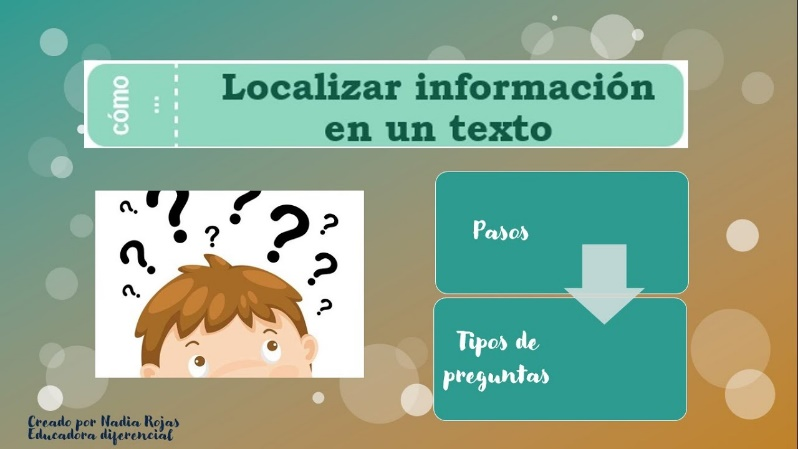 cómo
...
Localizar información
en un texto
Pasos
Tipos de
preguntas
Creado por Nadia Rojas
Educadora diferencial